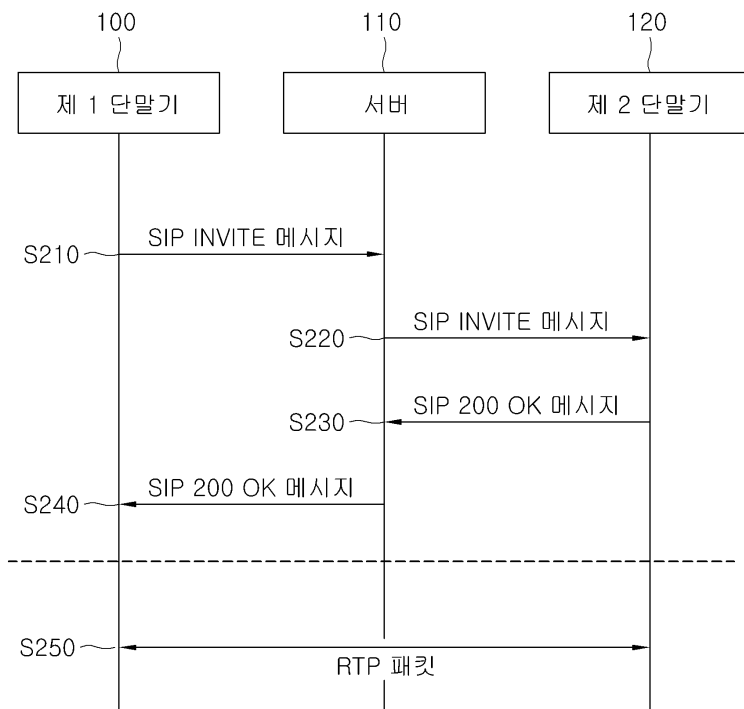 100
110
120
제 1 단말기
서버
제 2 단말기
SIP INVITE 메시지
S210
SIP INVITE 메시지
S220
SIP 200 OK 메시지
S230
SIP 200 OK 메시지
S240
S250
RTP 패킷